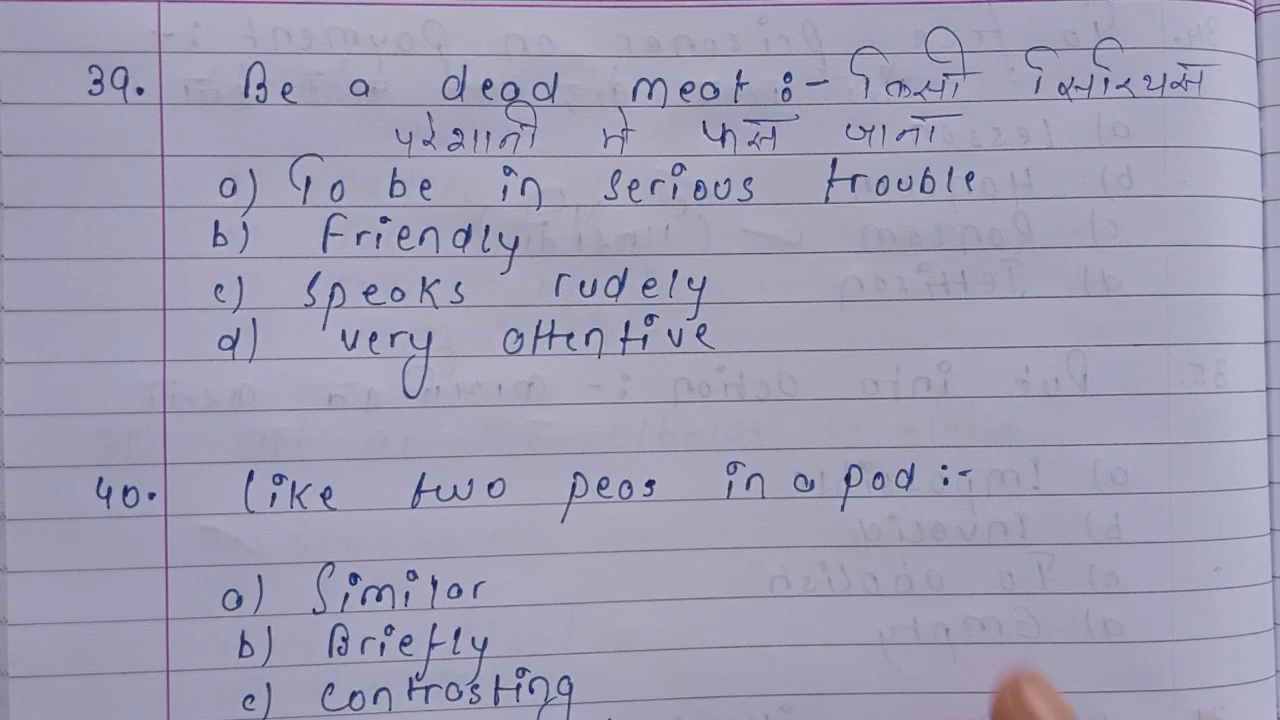 39. Be a dead meat :- किसी सीरियस
परेशानी मे फस जाना
a) To be in serious trouble
b) Friendly
c) Speaks rudely
d) very attentive
40. like two peas in a pod :-
a) Similar
b) Briefly
c) contrasting